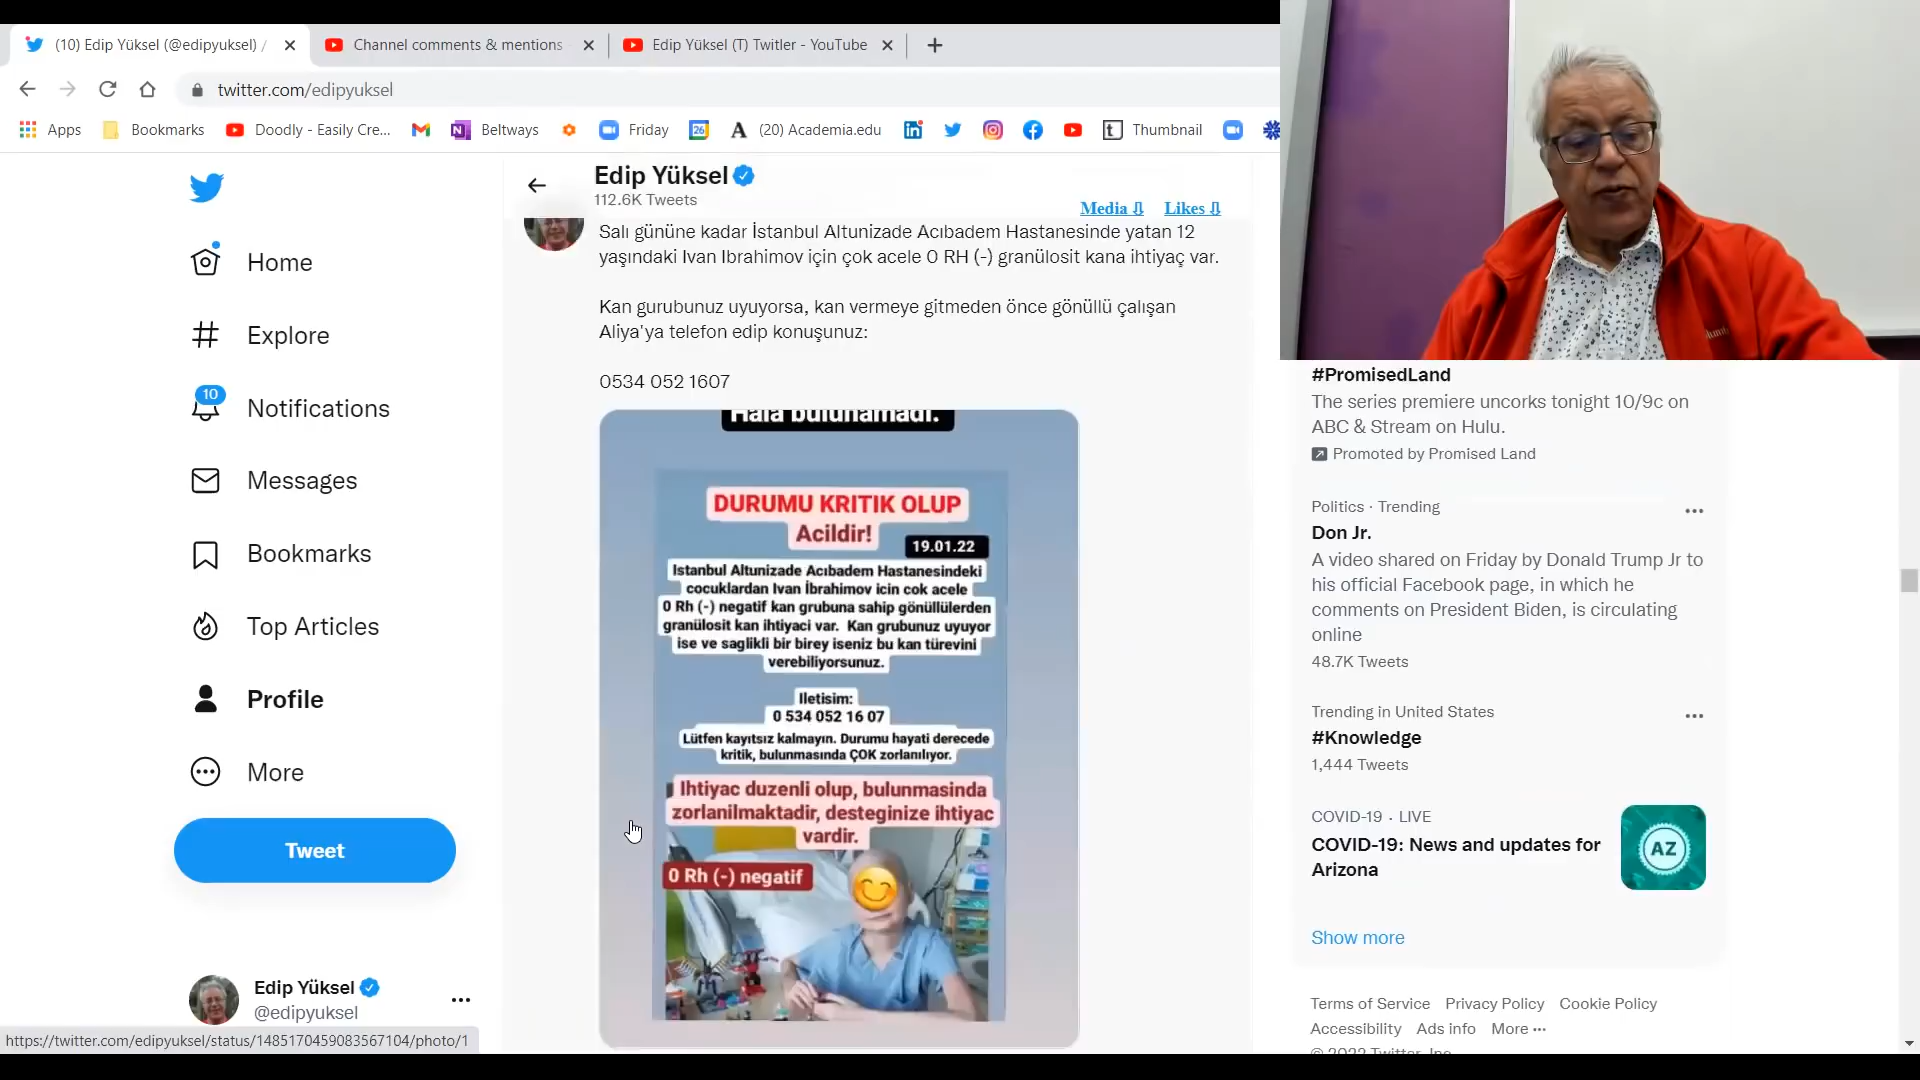 (10) Edip Yüksel (@edipyuksel) /
Channel comments & mentions
Edip Yüksel (T) Twitler - YouTube
twitter.com/edipyuksel
Apps
Bookmarks
Doodly - Easily Cre...
Beltways
Friday
26
(20) Academia.edu
Thumbnail
Home
Explore
10
Notifications
Messages
Bookmarks
Top Articles
Profile
More
Tweet
Edip Yüksel
@edipyuksel
https://twitter.com/edipyuksel/status/1485170459083567104/photo/1
Edip Yüksel
112.6K Tweets
Media ⇩
Likes ⇩
Salı gününe kadar İstanbul Altunizade Acıbadem Hastanesinde yatan 12
yaşındaki Ivan Ibrahimov için çok acele 0 RH (-) granülosit kana ihtiyaç var.
Kan gurubunuz uyuyorsa, kan vermeye gitmeden önce gönüllü çalışan
Aliya'ya telefon edip konuşunuz:
0534 052 1607
Hala bulunamadı.
DURUMU KRITIK OLUP
Acildir!
19.01.22
Istanbul Altunizade Acıbadem Hastanesindeki
cocuklardan Ivan İbrahimov icin cok acele
0 Rh (-) negatif kan grubuna sahip gönüllülerden
granülosit kan ihtiyaci var. Kan grubunuz uyuyor
ise ve saglikli bir birey iseniz bu kan türevini
verebiliyorsunuz.
Iletisim:
0 534 052 16 07
Lütfen kayıtsız kalmayın. Durumu hayati derecede
kritik, bulunmasında ÇOK zorlanılıyor.
Ihtiyac duzenli olup, bulunmasinda
zorlanilmaktadir, desteginize ihtiyac
vardir.
0 Rh (-) negatif
#PromisedLand
The series premiere uncorks tonight 10/9c on
ABC & Stream on Hulu.
Promoted by Promised Land
Politics · Trending
Don Jr.
A video shared on Friday by Donald Trump Jr to
his official Facebook page, in which he
comments on President Biden, is circulating
online
48.7K Tweets
Trending in United States
#Knowledge
1,444 Tweets
COVID-19 · LIVE
COVID-19: News and updates for
Arizona
AZ
Show more
Terms of Service Privacy Policy Cookie Policy
Accessibility Ads info More ···
© 2022 Twitter, Inc.